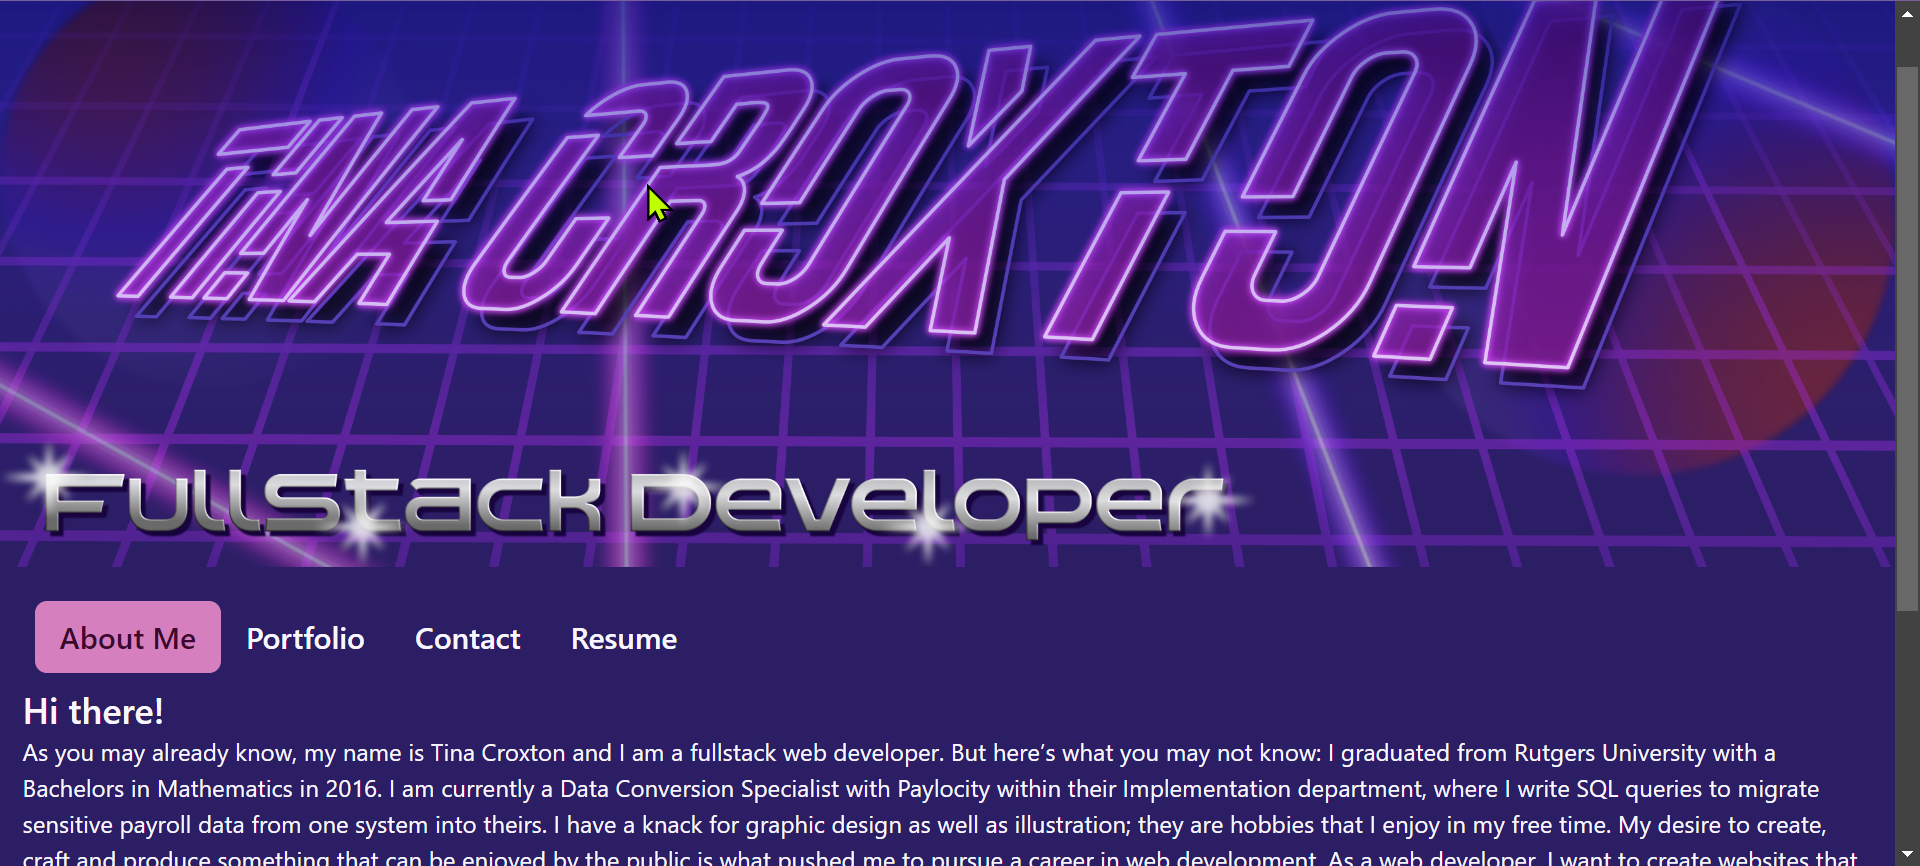 TINA CROXTON
Fullstack Developer
About Me Portfolio Contact Resume
Hi there!
As you may already know, my name is Tina Croxton and I am a fullstack web developer. But here’s what you may not know: I graduated from Rutgers University with a
Bachelors in Mathematics in 2016. I am currently a Data Conversion Specialist with Paylocity within their Implementation department, where I write SQL queries to migrate
sensitive payroll data from one system into theirs. I have a knack for graphic design as well as illustration; they are hobbies that I enjoy in my free time. My desire to create,
craft and produce something that can be enjoyed by the public is what pushed me to pursue a career in web development. As a web developer, I want to create websites that